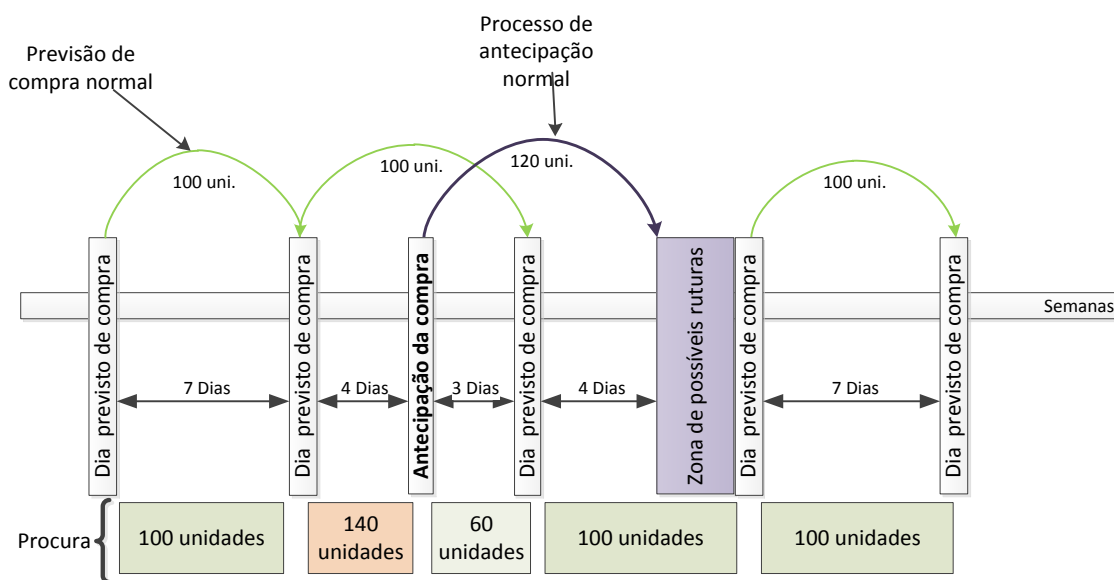 Previsão de
compra normal
Processo de
antecipação
normal
100 uni.
100 uni.
120 uni.
100 uni.
Dia previsto de compra
Dia previsto de compra
Antecipação da compra
Dia previsto de compra
Zona de possíveis ruturas
Dia previsto de compra
Dia previsto de compra
Semanas
7 Dias
4 Dias
3 Dias
4 Dias
7 Dias
Procura
100 unidades
140
unidades
60
unidades
100 unidades
100 unidades